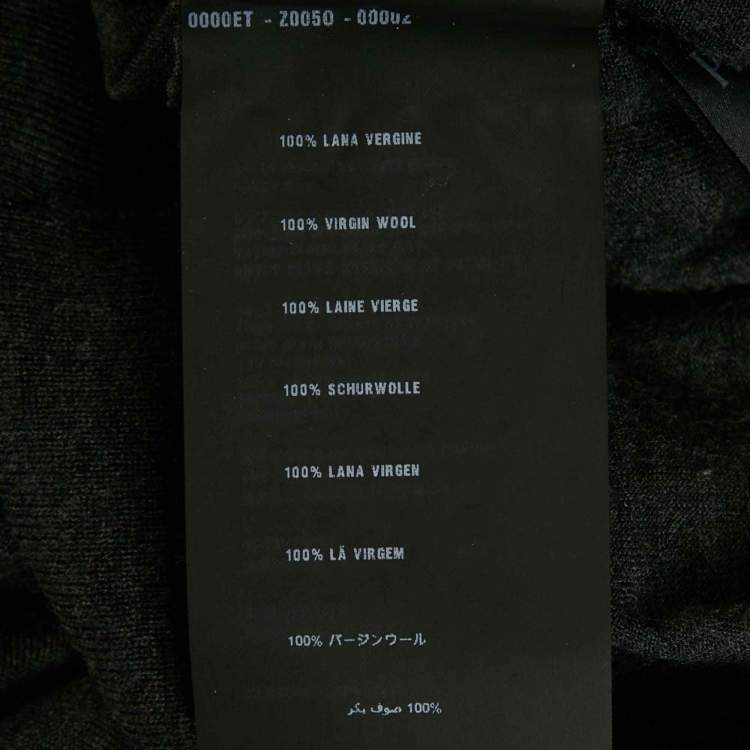 0000ET - Z0050 - 00002
100% LANA VERGINE
100% VIRGIN WOOL
100% LAINE VIERGE
100% SCHURWOLLE
100% LANA VIRGEN
100% LÃ VIRGEM
100% バージンウール
100% صوف بكر